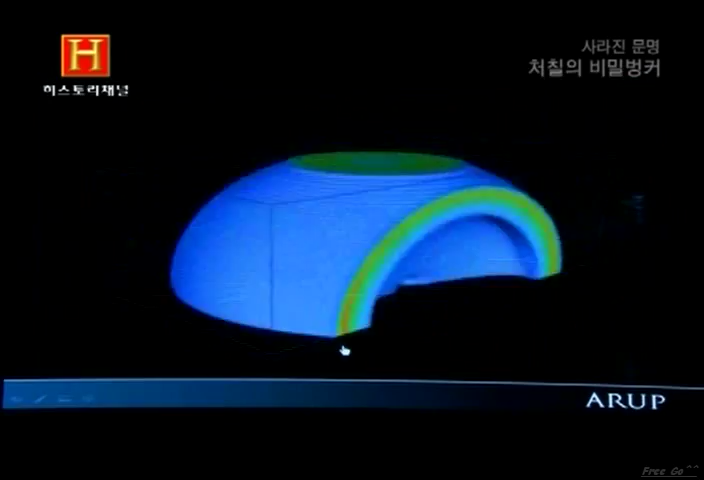 H
히스토리채널
사라진 문명
처칠의 비밀벙커
ARUP
Free Go^^